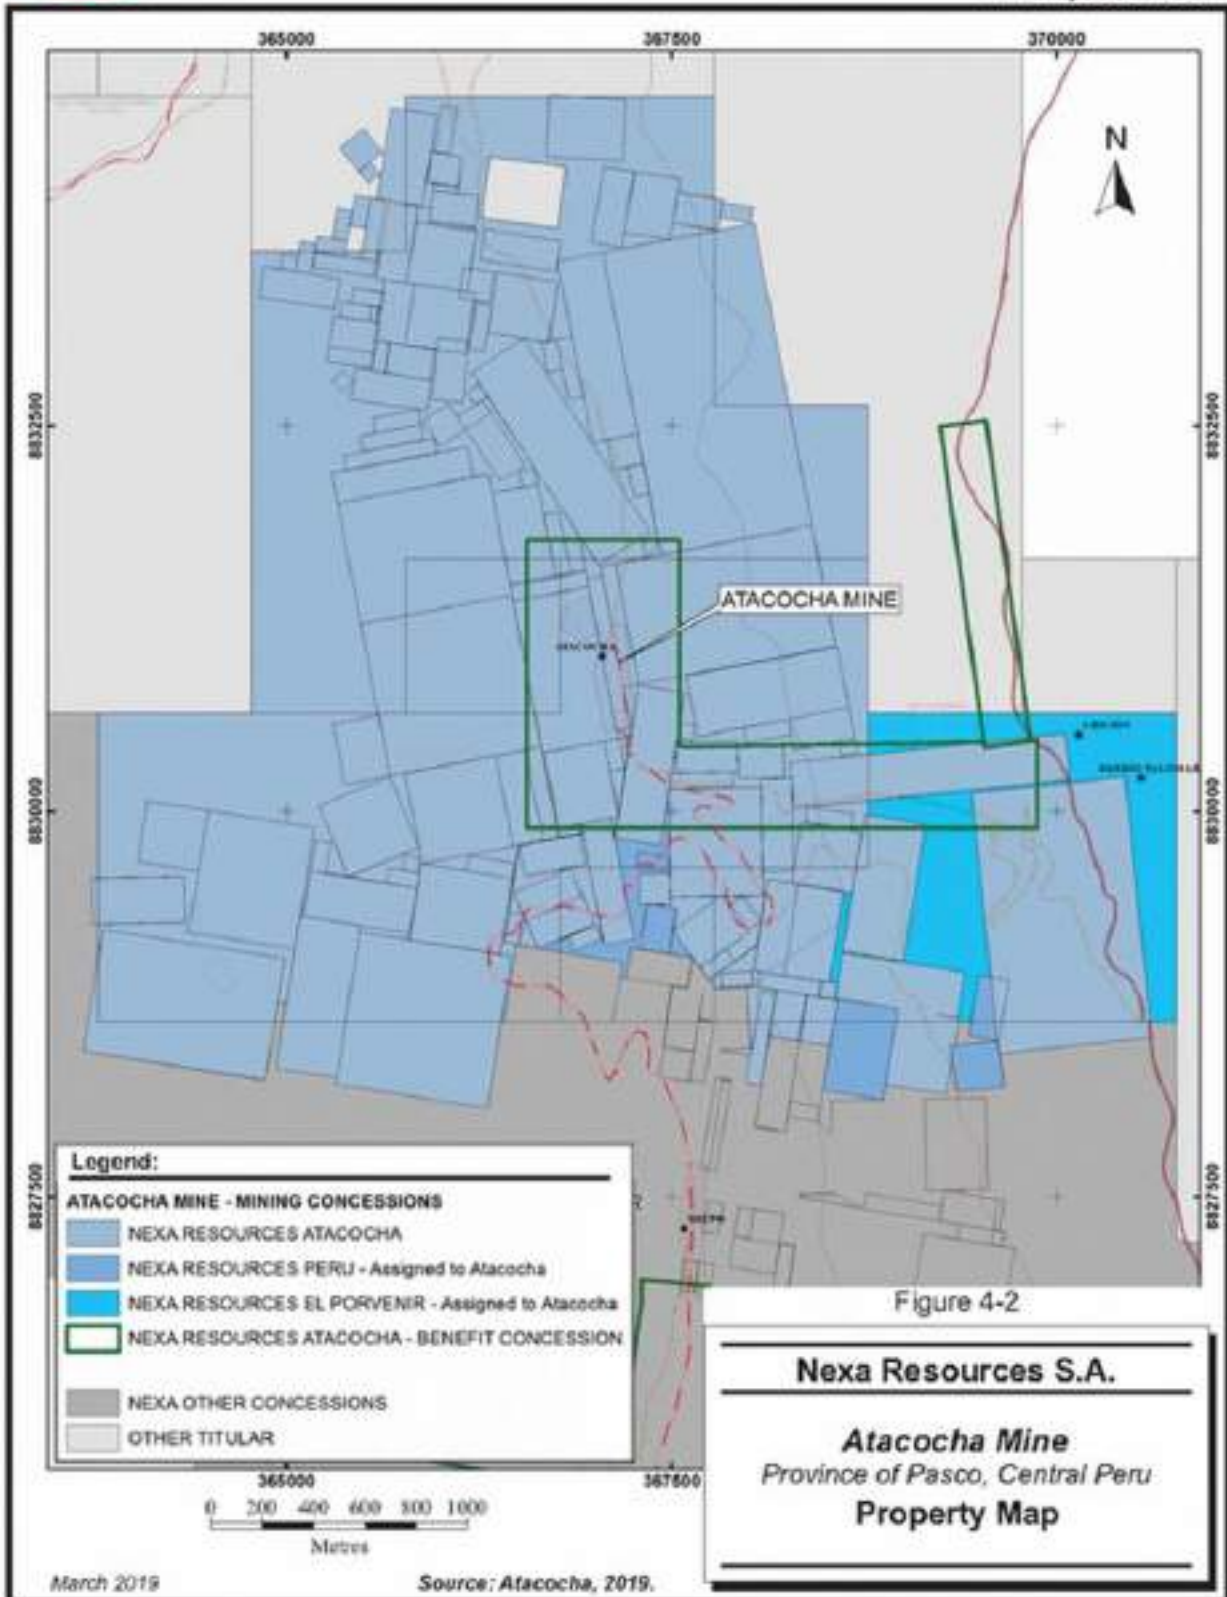 365000
367500
370000
N
8832500
8832500
ATACOCHA MINE
8830000
8830000
8827500
8827500
Legend:
ATACOCHA MINE - MINING CONCESSIONS
NEXA RESOURCES ATACOCHA
NEXA RESOURCES PERU - Assigned to Atacocha
NEXA RESOURCES EL PORVENIR - Assigned to Atacocha
NEXA RESOURCES ATACOCHA - BENEFIT CONCESSION
NEXA OTHER CONCESSIONS
OTHER TITULAR
Figure 4-2
Nexa Resources S.A.
Atacocha Mine
Province of Pasco, Central Peru
Property Map
365000
367500
0 200 400 600 800 1000
Metres
March 2019
Source: Atacocha, 2019.